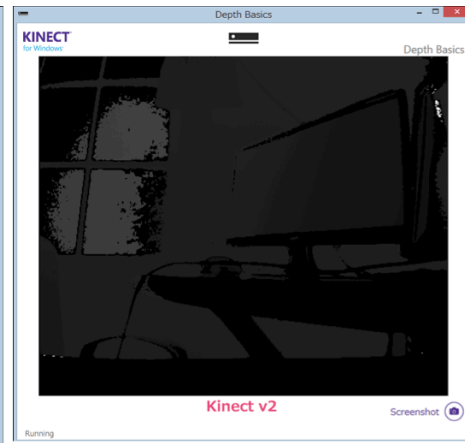 Depth Basics
KINECT
for Windows
Depth Basics
Kinect v2
Screenshot
Running